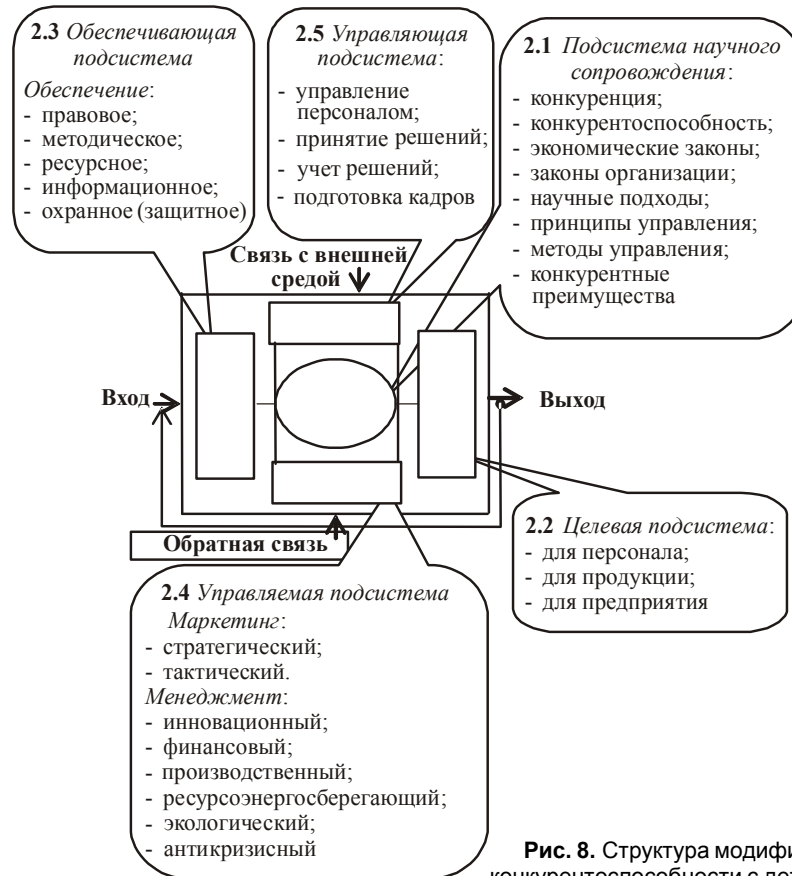 2.3 Обеспечивающая
подсистема
Обеспечение:
- правовое;
- методическое;
- ресурсное;
- информационное;
- охранное (защитное)
2.5 Управляющая
подсистема:
- управление
персоналом;
- принятие решений;
- учет решений;
- подготовка кадров
2.1 Подсистема научного
сопровождения:
- конкуренция;
- конкурентоспособность;
- экономические законы;
- законы организации;
- научные подходы;
- принципы управления;
- методы управления;
- конкурентные
преимущества
Связь с внешней
средой
Вход
Выход
Обратная связь
2.2 Целевая подсистема:
- для персонала;
- для продукции;
- для предприятия
2.4 Управляемая подсистема
Маркетинг:
- стратегический;
- тактический.
Менеджмент:
- инновационный;
- финансовый;
- производственный;
- ресурсоэнергосберегающий;
- экологический;
- антикризисный
Рис. 8. Структура